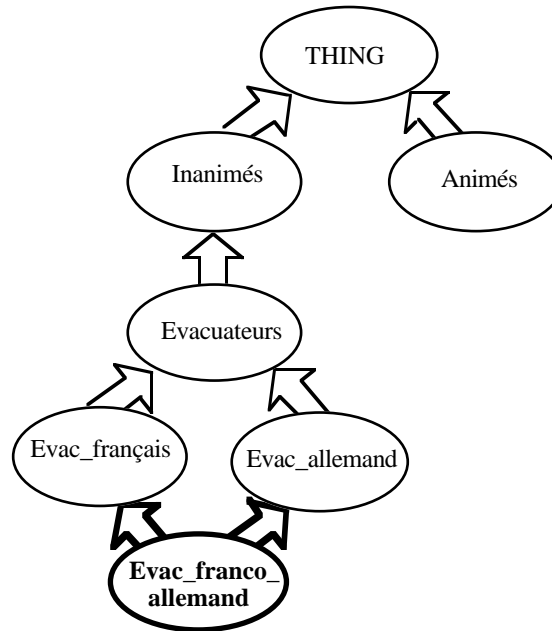 THING
Inanimés
Animés
Evacuateurs
Evac_français
Evac_allemand
Evac_franco_
allemand